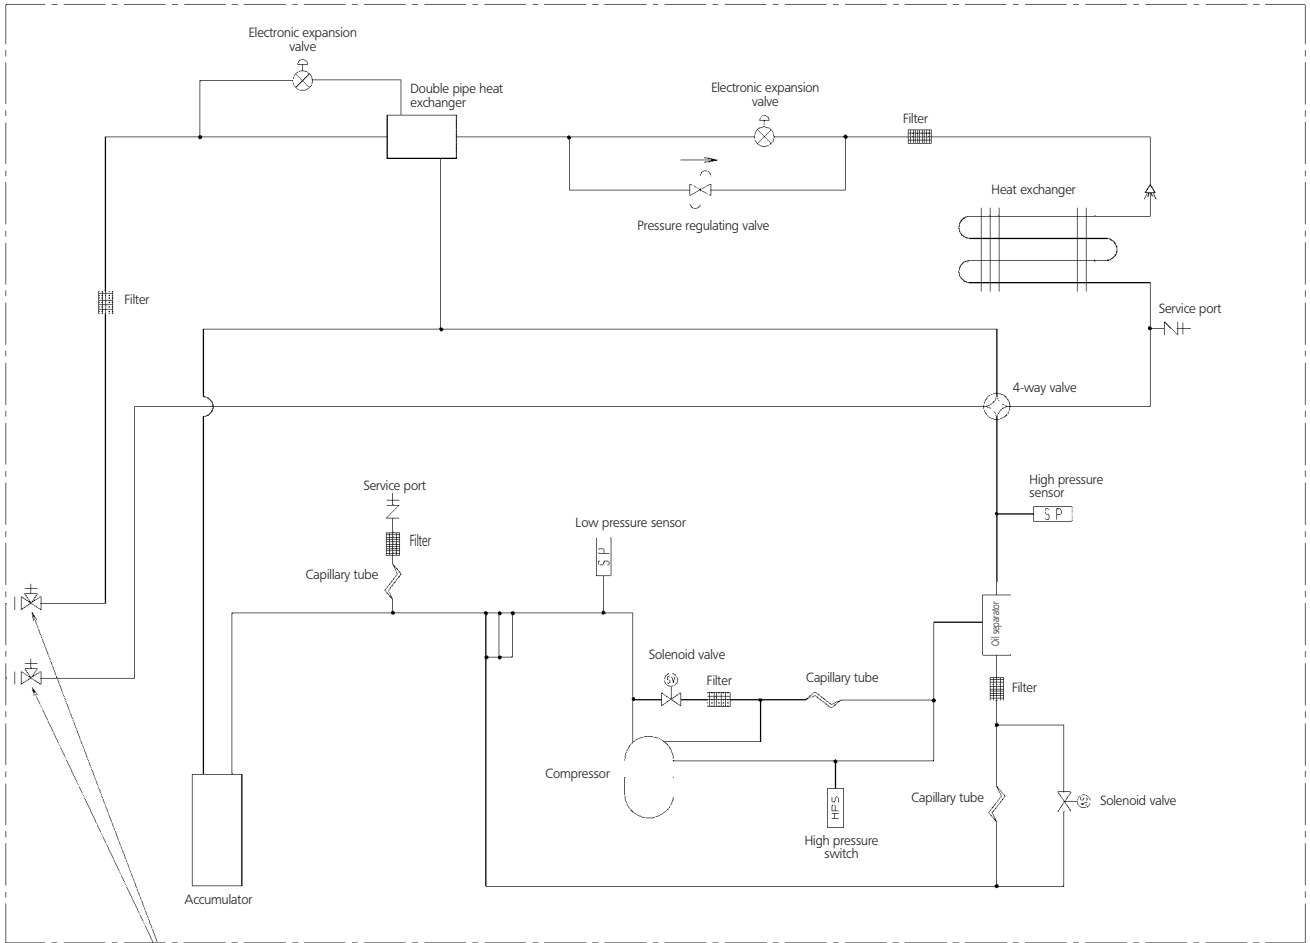 Electronic expansion
valve
Double pipe heat
exchanger
Electronic expansion
valve
Filter
Heat exchanger
Pressure regulating valve
Filter
Service port
4-way valve
Service port
High pressure
sensor
S P
Low pressure sensor
Filter
S P
Capillary tube
Oil separator
Solenoid valve
SV
Filter
Capillary tube
Filter
Compressor
Capillary tube
SV
Solenoid valve
HPS
High pressure
switch
Accumulator